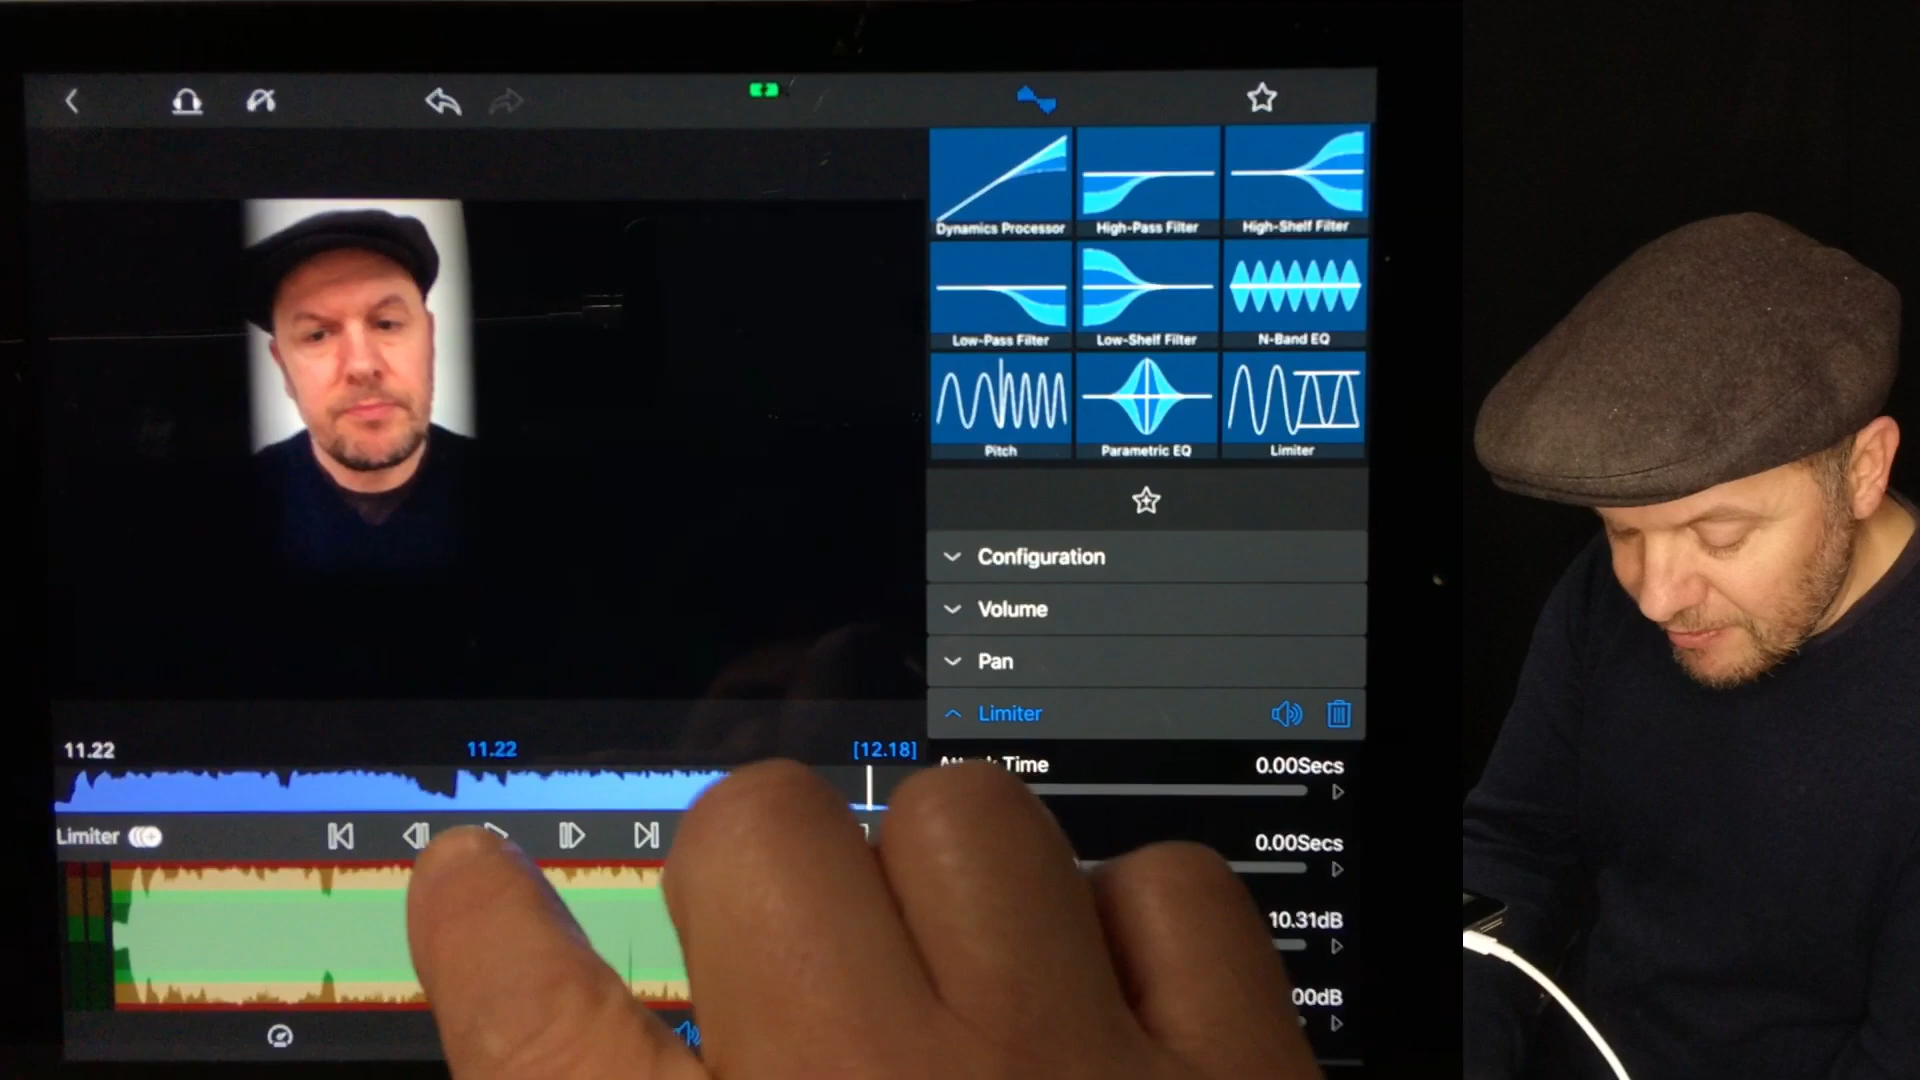 Dynamics Processor
High-Pass Filter
High-Shelf Filter
Low-Pass Filter
Low-Shelf Filter
N-Band EQ
Pitch
Parametric EQ
Limiter
Configuration
Volume
Pan
Limiter
11.22
11.22
[12.18]
Time
0.00Secs
Limiter
0.00Secs
10.31dB
00dB